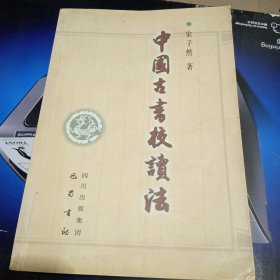 宋子然 著
中國古書校讀法
四川出版集团
巴蜀書社